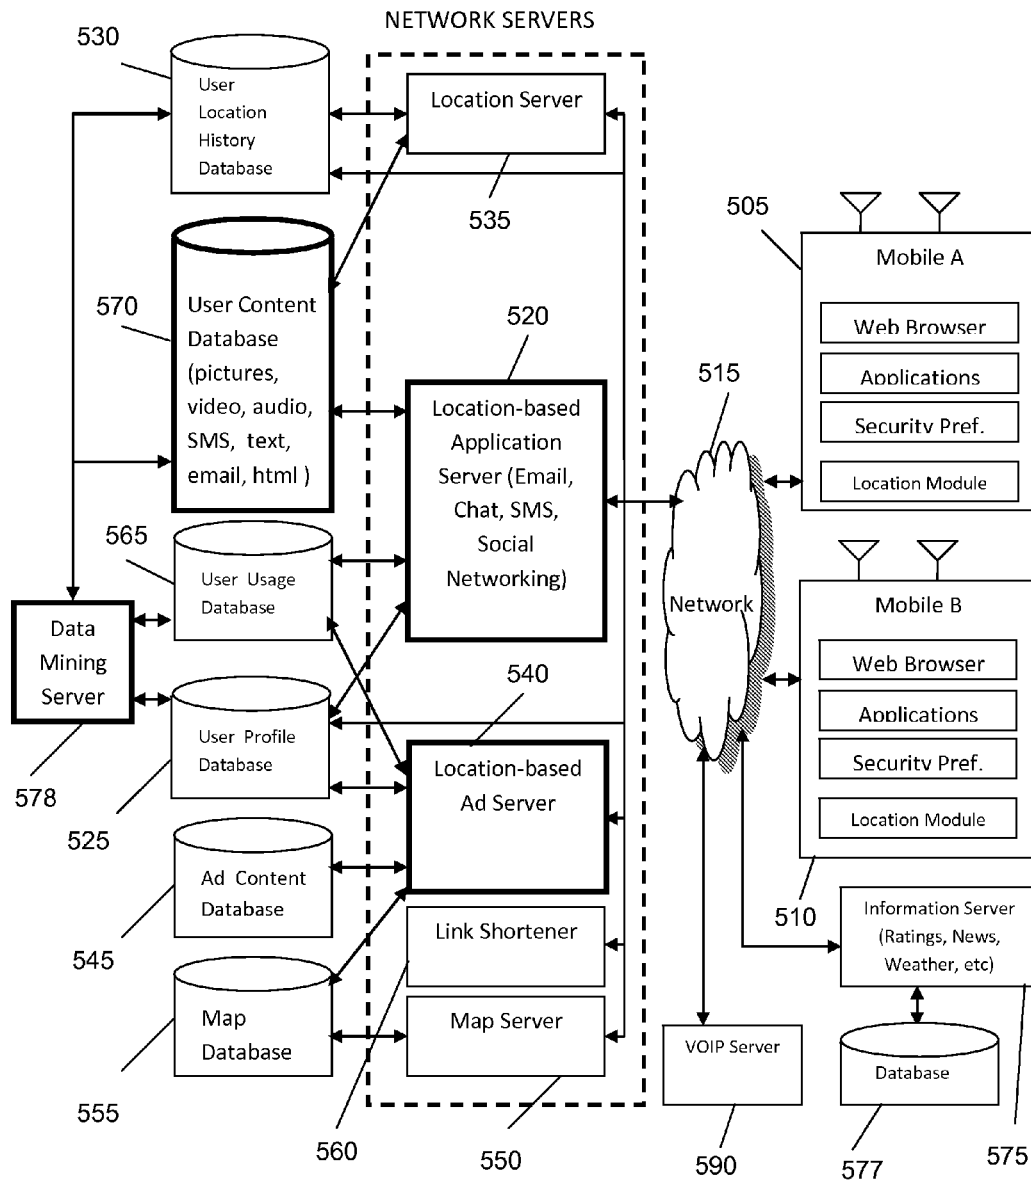 NETWORK SERVERS
530
User
Location
History
Database
Location Server
535
505
Mobile A
Web Browser
Applications
Security Pref.
Location Module
570
User Content
Database
(pictures,
video, audio,
SMS, text,
email, html )
520
Location-based
Application
Server (Email,
Chat, SMS,
Social
Networking)
515
Network
565
User Usage
Database
Data
Mining
Server
578
Mobile B
Web Browser
Applications
Security Pref.
Location Module
510
540
User Profile
Database
525
Location-based
Ad Server
Ad Content
Database
545
Link Shortener
560
Map
Database
555
Map Server
550
VOIP Server
590
Information Server
(Ratings, News,
Weather, etc)
575
Database
577